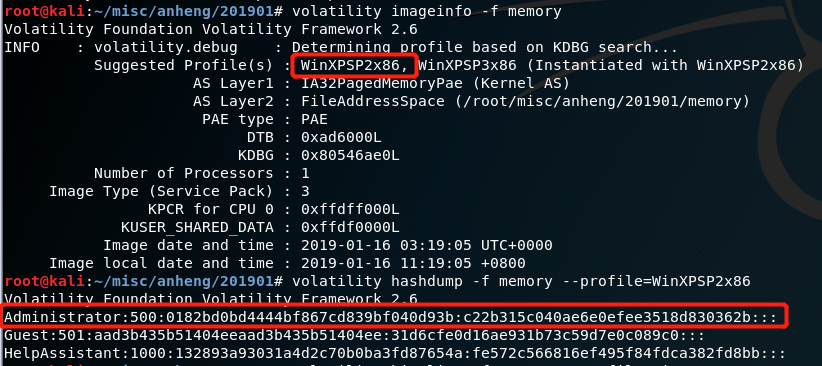 root@kali:~/misc/anheng/201901# volatility imageinfo -f memory
Volatility Foundation Volatility Framework 2.6
INFO    : volatility.debug    : Determining profile based on KDBG search...
Suggested Profile(s) : WinXPSP2x86, WinXPSP3x86 (Instantiated with WinXPSP2x86)
AS Layer1 : IA32PagedMemoryPae (Kernel AS)
AS Layer2 : FileAddressSpace (/root/misc/anheng/201901/memory)
PAE type : PAE
DTB : 0xad6000L
KDBG : 0x80546ae0L
Number of Processors : 1
Image Type (Service Pack) : 3
KPCR for CPU 0 : 0xffdff000L
KUSER_SHARED_DATA : 0xffdf0000L
Image date and time : 2019-01-16 03:19:05 UTC+0000
Image local date and time : 2019-01-16 11:19:05 +0800
root@kali:~/misc/anheng/201901# volatility hashdump -f memory --profile=WinXPSP2x86
Volatility Foundation Volatility Framework 2.6
Administrator:500:0182bd0bd4444bf867cd839bf040d93b:c22b315c040ae6e0efee3518d830362b:::
Guest:501:aad3b435b51404eeaad3b435b51404ee:31d6cfe0d16ae931b73c59d7e0c089c0:::
HelpAssistant:1000:132893a93031a4d2c70b0ba3fd87654a:fe572c566816ef495f84fdca382fd8bb:::